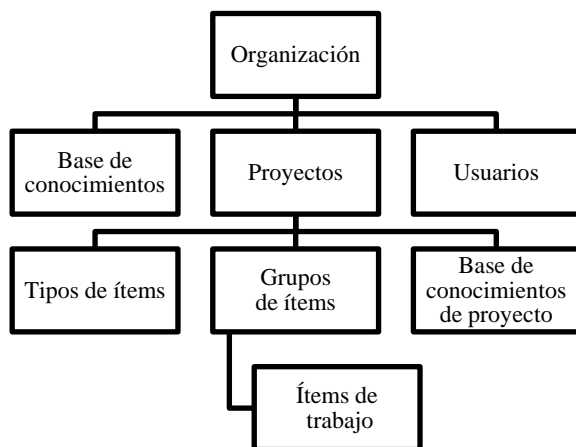 Organización
Base de
conocimientos
Proyectos
Usuarios
Tipos de ítems
Grupos
de ítems
Base de
conocimientos
de proyecto
Ítems de
trabajo